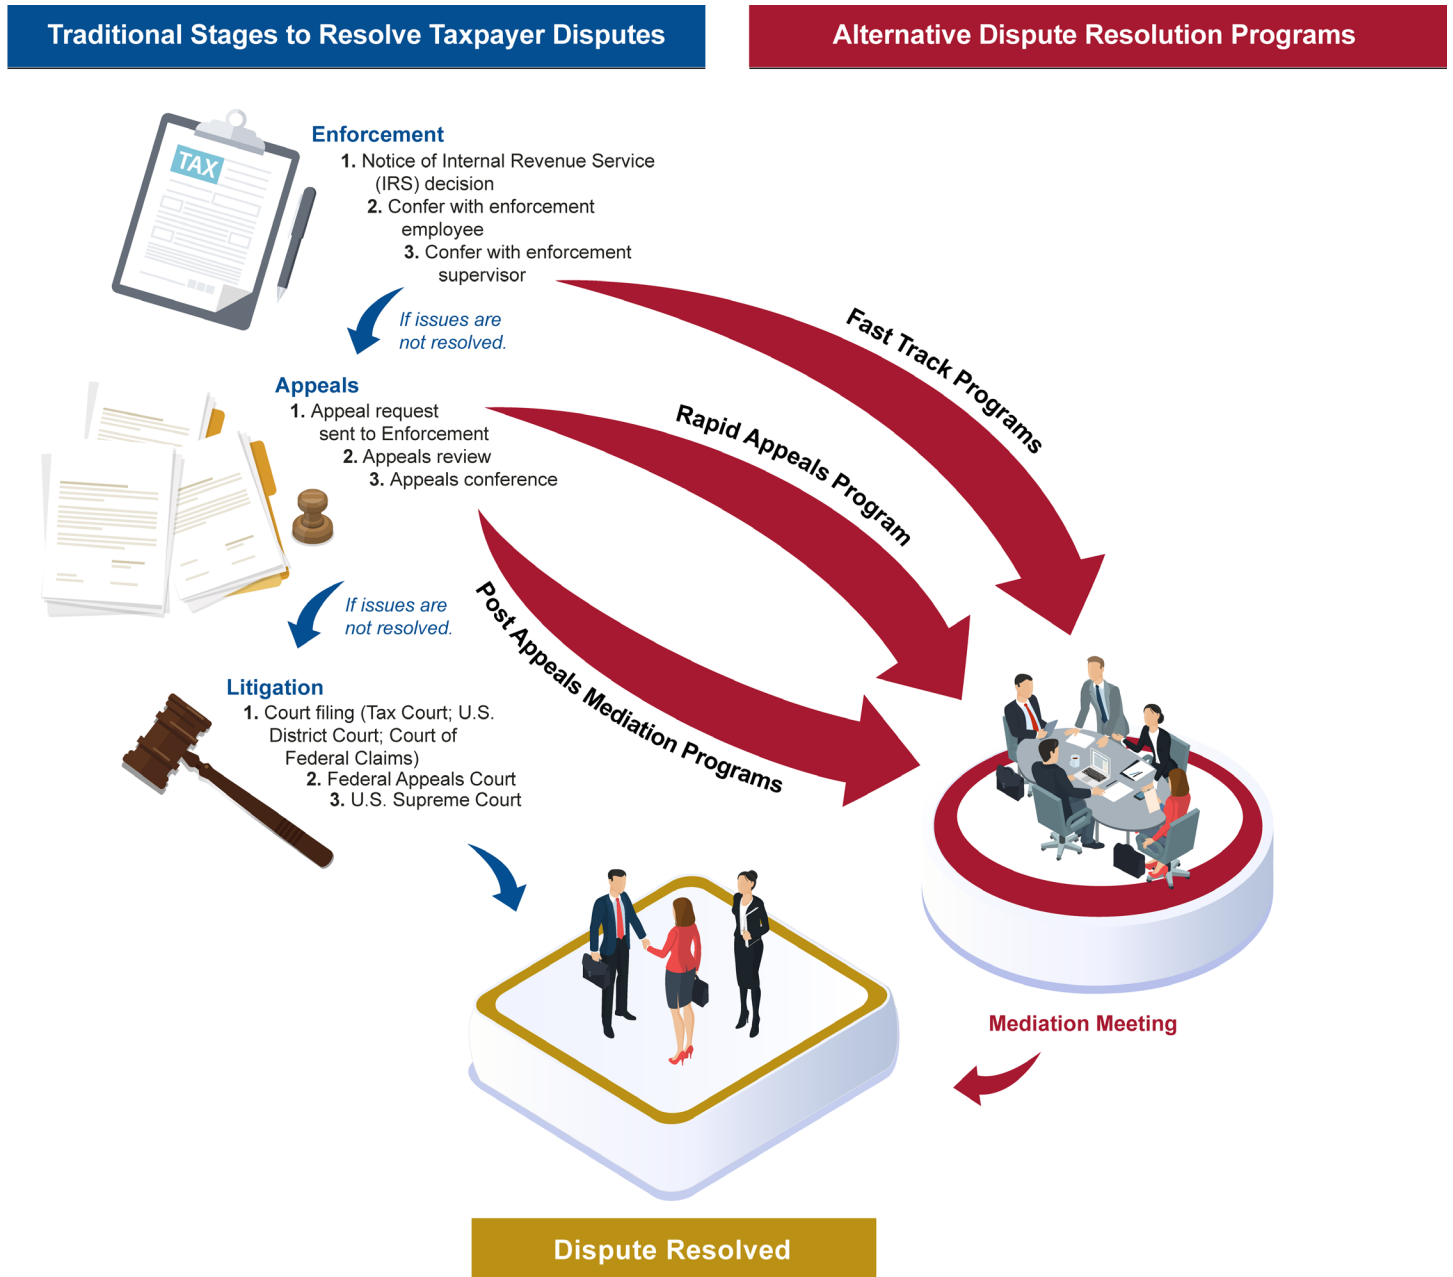 Traditional Stages to Resolve Taxpayer Disputes
Alternative Dispute Resolution Programs
TAX
Enforcement
1. Notice of Internal Revenue Service
(IRS) decision
2. Confer with enforcement
employee
3. Confer with enforcement
supervisor
If issues are
not resolved.
Fast Track Programs
Appeals
1. Appeal request
sent to Enforcement
2. Appeals review
3. Appeals conference
Rapid Appeals Program
If issues are
not resolved.
Post Appeals Mediation Programs
Litigation
1. Court filing (Tax Court; U.S.
District Court; Court of
Federal Claims)
2. Federal Appeals Court
3. U.S. Supreme Court
Mediation Meeting
Dispute Resolved